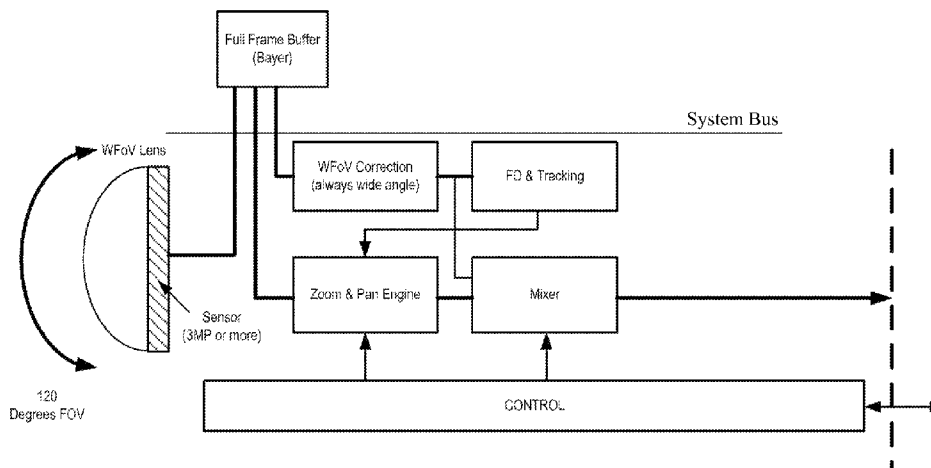 Full Frame Buffer
(Bayer)
System Bus
WFoV Lens
WFoV Correction
(always wide angle)
FD & Tracking
Zoom & Pan Engine
Mixer
Sensor
(3MP or more)
120
Degrees FOV
CONTROL